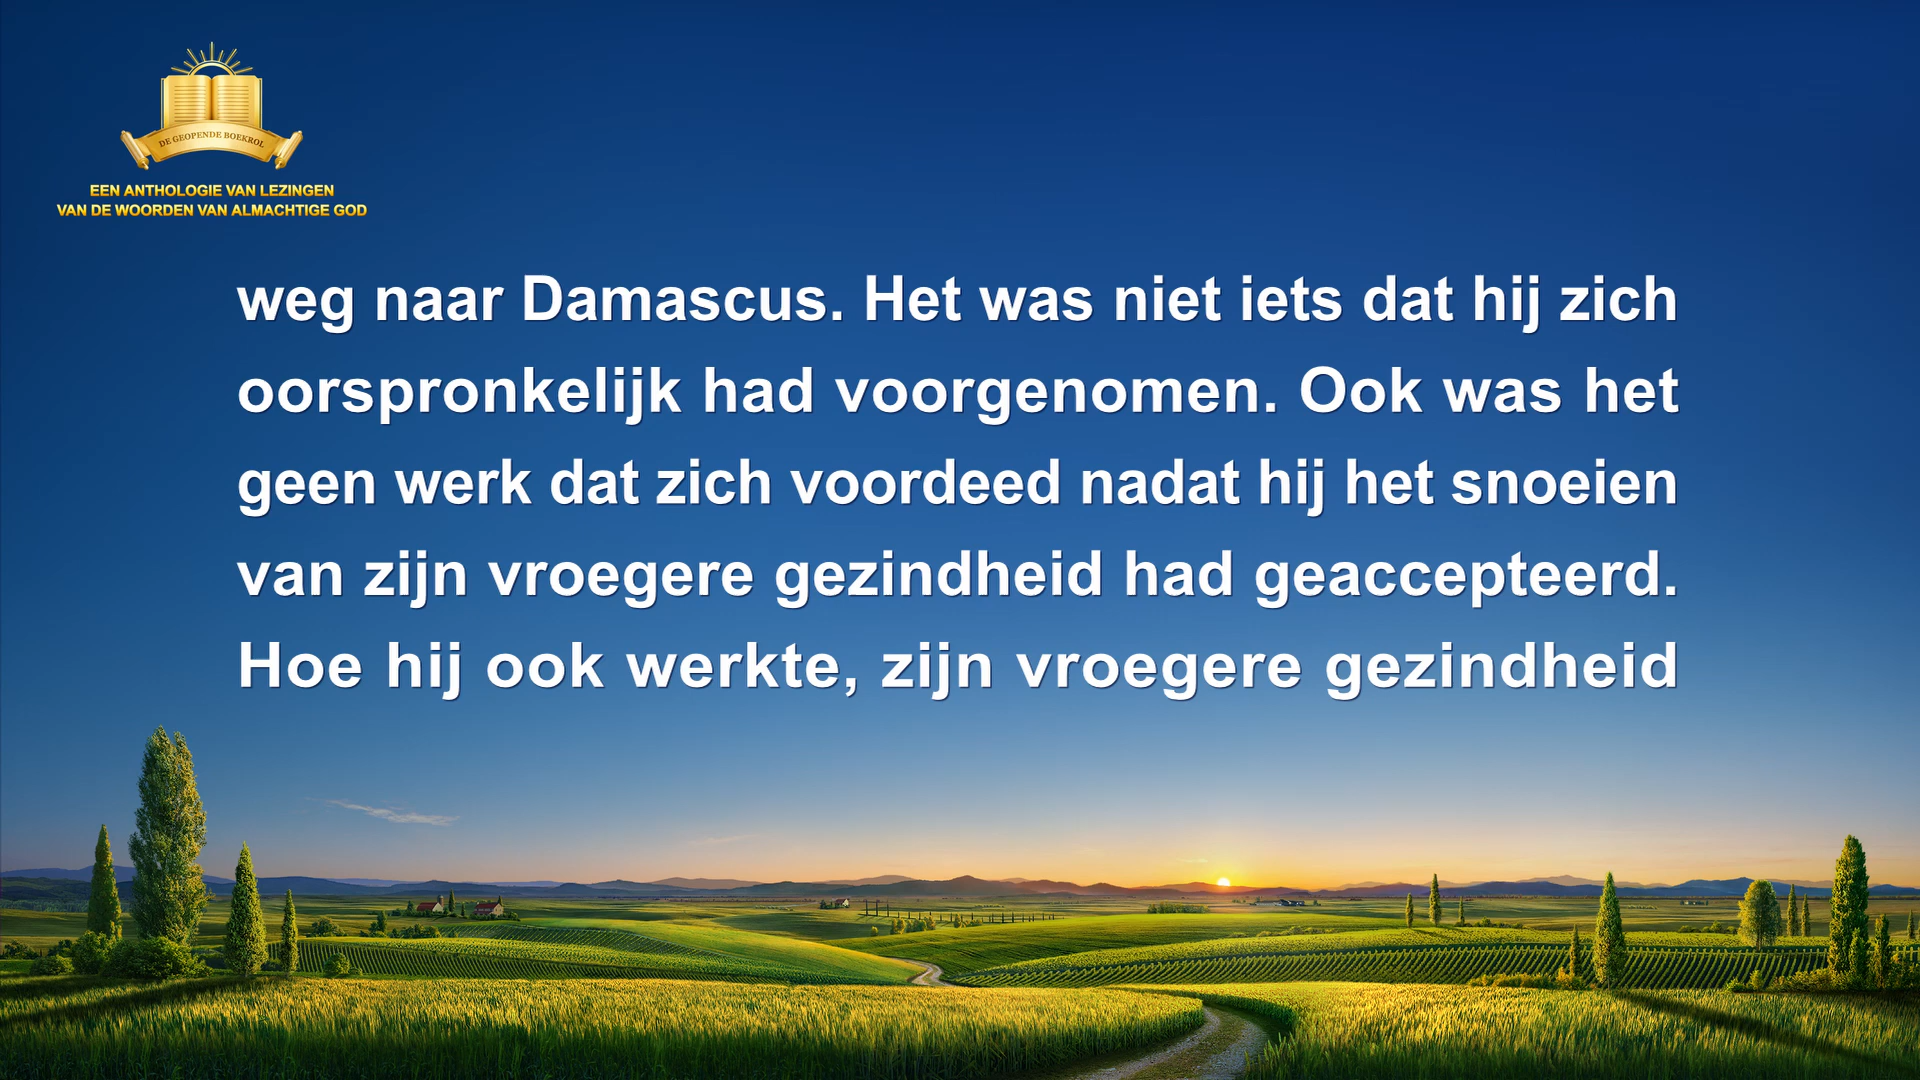 DE GEOPENDE BOEKROL
EEN ANTHOLOGIE VAN LEZINGEN
VAN DE WOORDEN VAN ALMACHTIGE GOD
weg naar Damascus. Het was niet iets dat hij zich
oorspronkelijk had voorgenomen. Ook was het
geen werk dat zich voordeed nadat hij het snoeien
van zijn vroegere gezindheid had geaccepteerd.
Hoe hij ook werkte, zijn vroegere gezindheid